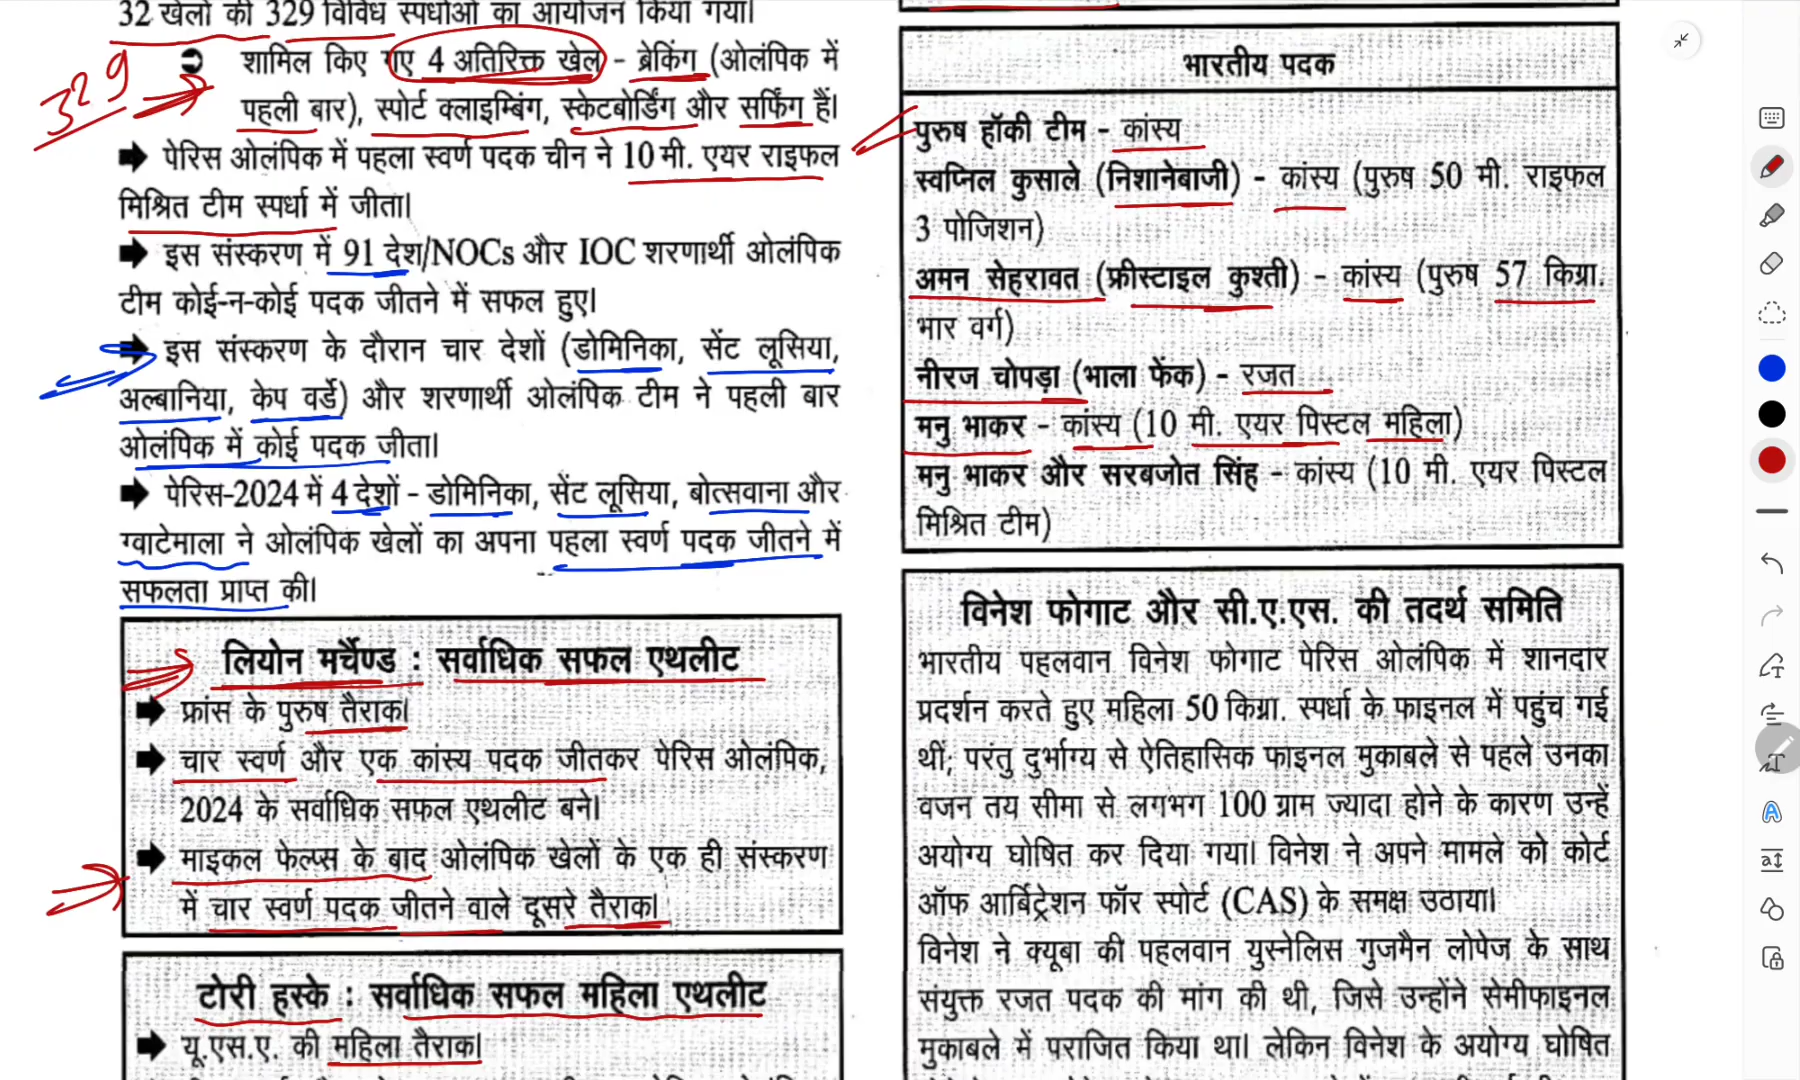 32 खेलों की 329 विविध स्पर्धाओं का आयोजन किया गया।
329
शामिल किए गए 4 अतिरिक्त खेल - ब्रेकिंग (ओलंपिक में
पहली बार), स्पोर्ट क्लाइम्बिंग, स्केटबोर्डिंग और सर्फिंग हैं।
पेरिस ओलंपिक में पहला स्वर्ण पदक चीन ने 10 मी. एयर राइफल
मिश्रित टीम स्पर्धा में जीता।
इस संस्करण में 91 देश/NOCs और IOC शरणार्थी ओलंपिक
टीम कोई-न-कोई पदक जीतने में सफल हुए।
इस संस्करण के दौरान चार देशों (डोमिनिका, सेंट लूसिया,
अल्बानिया, केप वर्डे) और शरणार्थी ओलंपिक टीम ने पहली बार
ओलंपिक में कोई पदक जीता।
पेरिस-2024 में 4 देशों - डोमिनिका, सेंट लूसिया, बोत्सवाना और
ग्वाटेमाला ने ओलंपिक खेलों का अपना पहला स्वर्ण पदक जीतने में
सफलता प्राप्त की।
लियोन मर्चैण्ड : सर्वाधिक सफल एथलीट
फ्रांस के पुरुष तैराक।
चार स्वर्ण और एक कांस्य पदक जीतकर पेरिस ओलंपिक,
2024 के सर्वाधिक सफल एथलीट बने।
माइकल फेल्प्स के बाद ओलंपिक खेलों के एक ही संस्करण
में चार स्वर्ण पदक जीतने वाले दूसरे तैराक।
टोरी हस्के : सर्वाधिक सफल महिला एथलीट
यू.एस.ए. की महिला तैराक।
भारतीय पदक
पुरुष हॉकी टीम - कांस्य
स्वप्निल कुसाले (निशानेबाजी) - कांस्य (पुरुष 50 मी. राइफल
3 पोजिशन)
अमन सेहरावत (फ्रीस्टाइल कुश्ती) - कांस्य (पुरुष 57 किग्रा.
भार वर्ग)
नीरज चोपड़ा (भाला फेंक) - रजत
मनु भाकर - कांस्य (10 मी. एयर पिस्टल महिला)
मनु भाकर और सरबजोत सिंह - कांस्य (10 मी. एयर पिस्टल
मिश्रित टीम)
विनेश फोगाट और सी.ए.एस. की तदर्थ समिति
भारतीय पहलवान विनेश फोगाट पेरिस ओलंपिक में शानदार
प्रदर्शन करते हुए महिला 50 किग्रा. स्पर्धा के फाइनल में पहुंच गई
थीं; परंतु दुर्भाग्य से ऐतिहासिक फाइनल मुकाबले से पहले उनका
वजन तय सीमा से लगभग 100 ग्राम ज्यादा होने के कारण उन्हें
अयोग्य घोषित कर दिया गया। विनेश ने अपने मामले को कोर्ट
ऑफ आर्बिट्रेशन फॉर स्पोर्ट (CAS) के समक्ष उठाया।
विनेश ने क्यूबा की पहलवान युस्नेलिस गुजमैन लोपेज के साथ
संयुक्त रजत पदक की मांग की थी, जिसे उन्होंने सेमीफाइनल
मुकाबले में पराजित किया था। लेकिन विनेश के अयोग्य घोषित